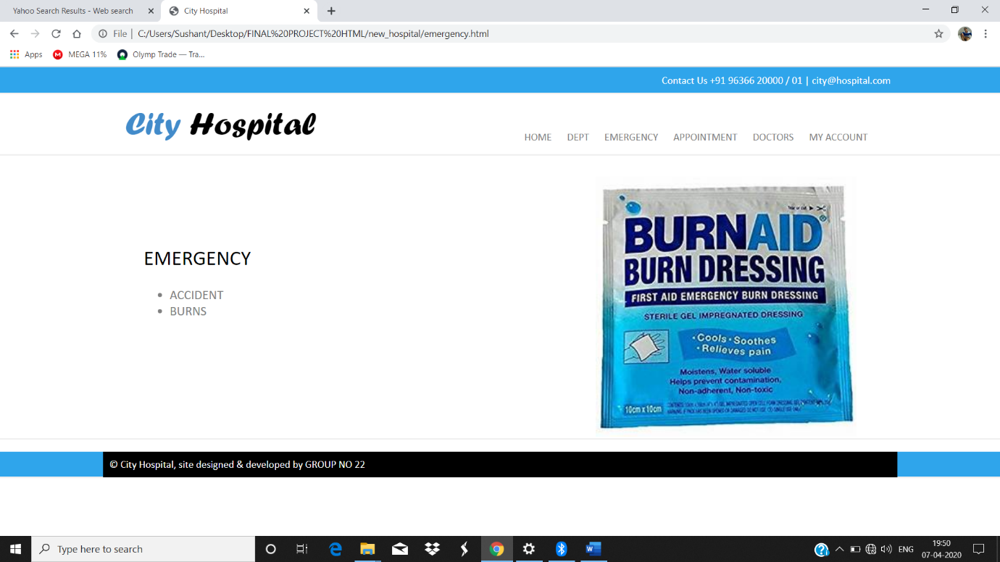 Yahoo Search Results - Web search
City Hospital
File | C:/Users/Sushant/Desktop/FINAL%20PROJECT%20HTML/new_hospital/emergency.html
Apps MEGA 11% Olymp Trade — Tra...
Contact Us +91 96366 20000 / 01 | city@hospital.com
City Hospital
HOME DEPT EMERGENCY APPOINTMENT DOCTORS MY ACCOUNT
EMERGENCY
• ACCIDENT
• BURNS
BURNAID®
BURN DRESSING
FIRST AID EMERGENCY BURN DRESSING
STERILE GEL IMPREGNATED DRESSING
• Cools • Soothes
• Relieves pain
Moistens, Water soluble
Helps prevent contamination,
Non-adherent, Non-toxic
10cm x 10cm
© City Hospital, site designed & developed by GROUP NO 22
Type here to search
ENG
19:50
07-04-2020